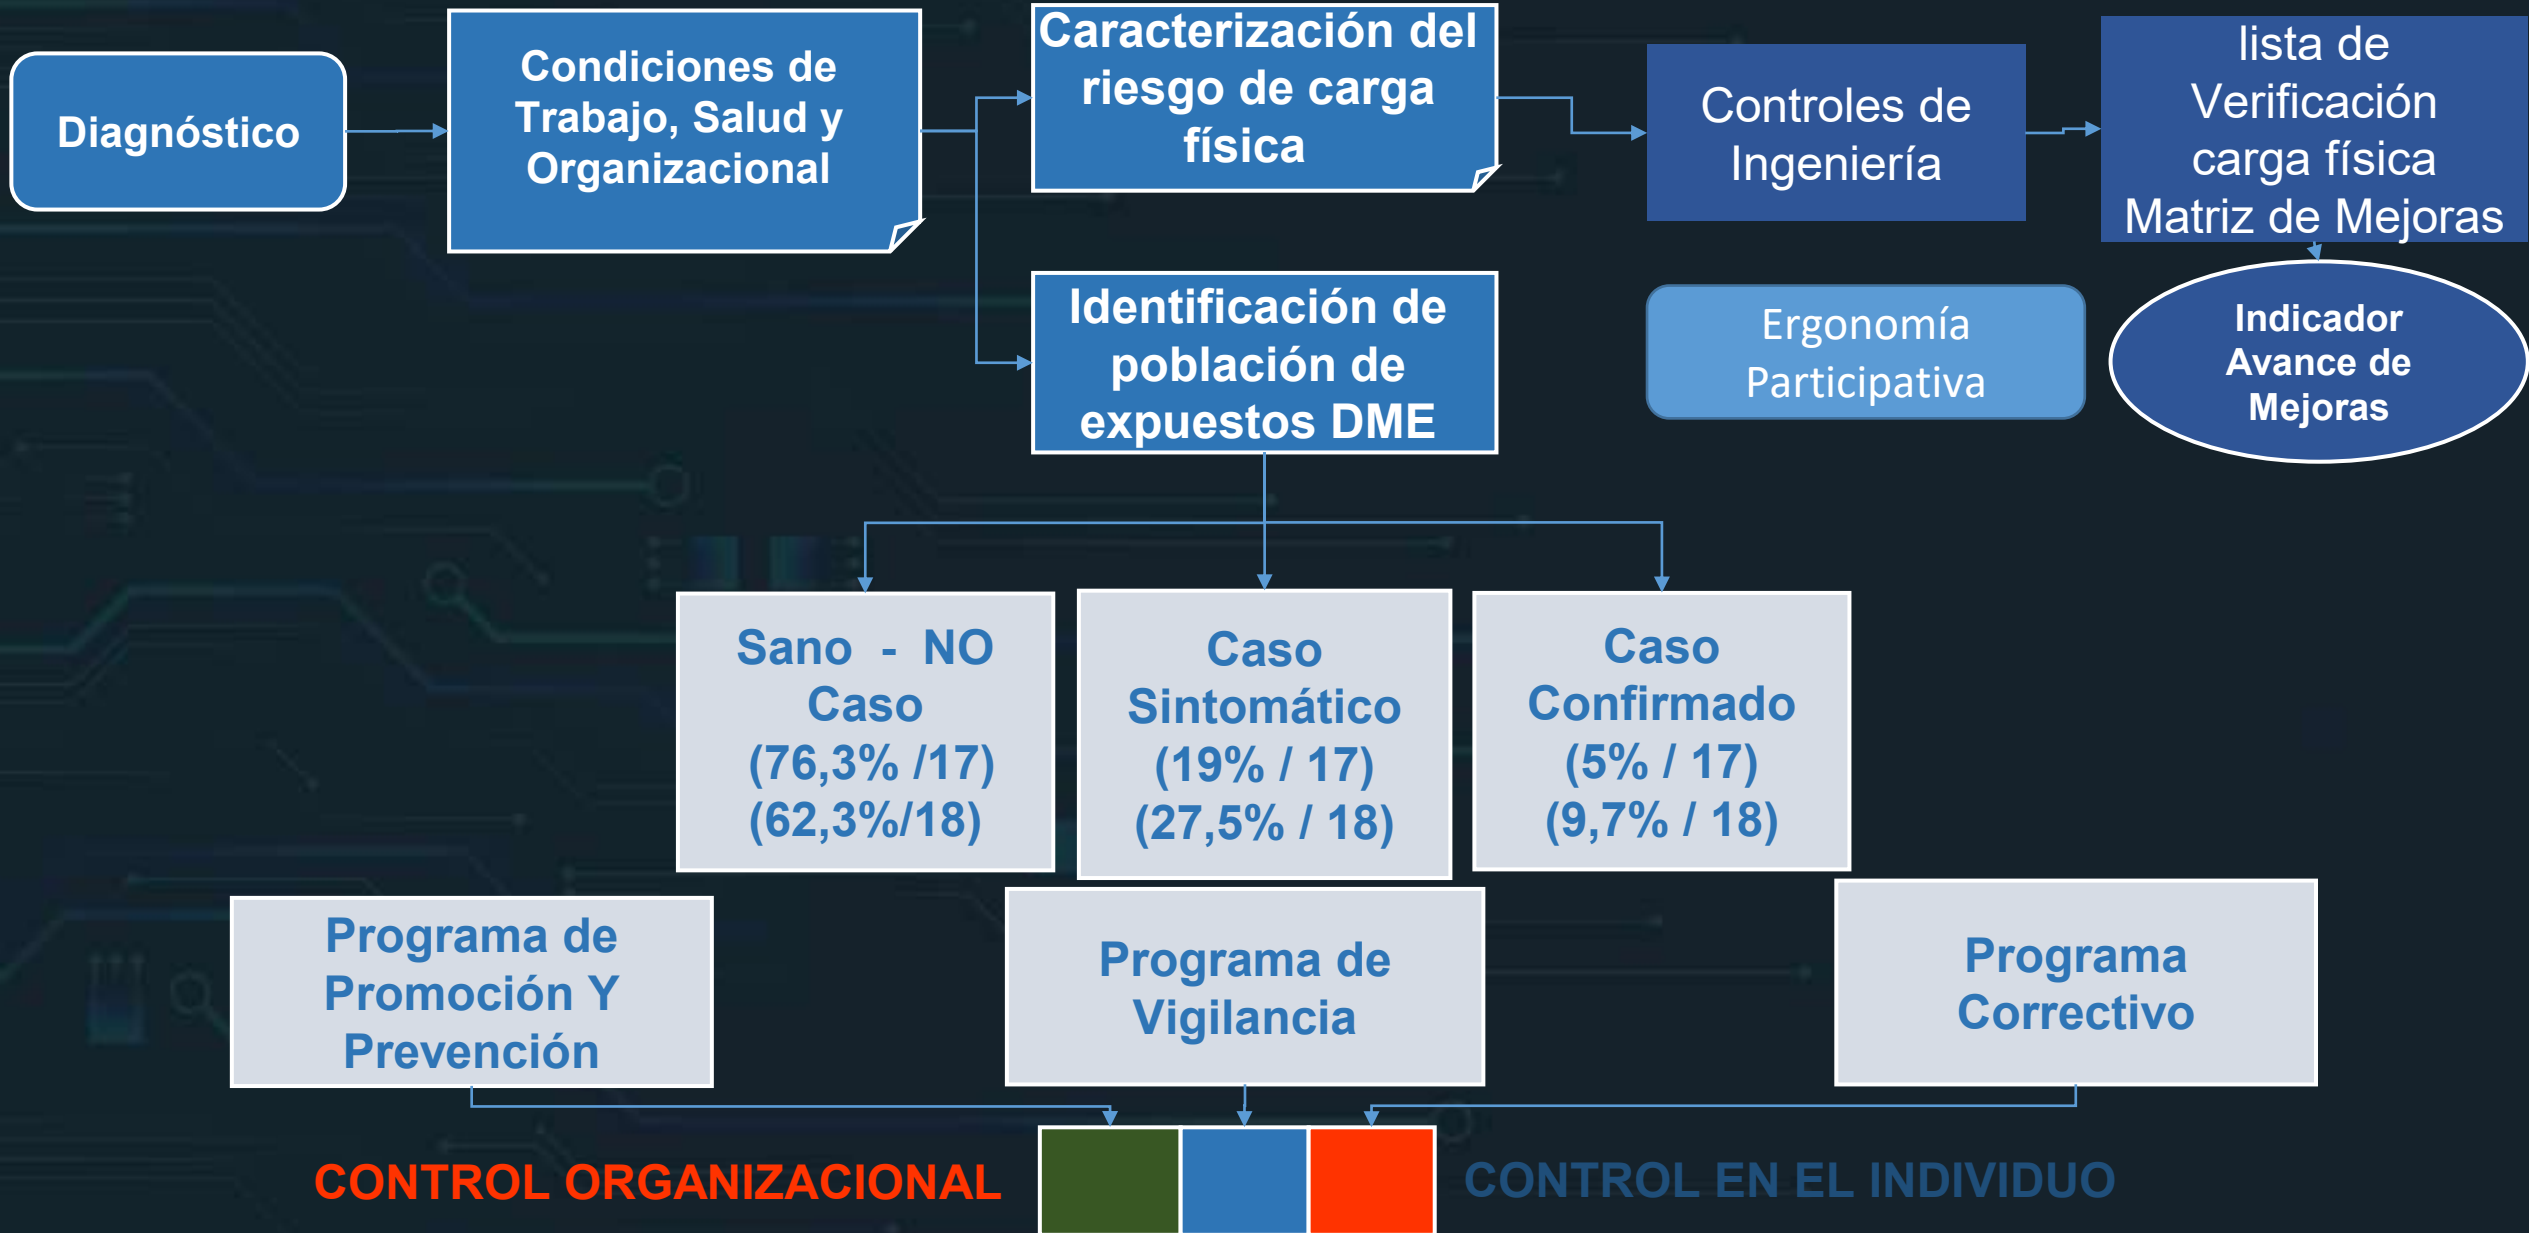 Diagnóstico
Condiciones de
Trabajo, Salud y
Organizacional
Caracterización del
riesgo de carga
física
Controles de
Ingeniería
lista de
Verificación
carga física
Matriz de Mejoras
Identificación de
población de
expuestos DME
Ergonomía
Participativa
Indicador
Avance de
Mejoras
Sano - NO
Caso
(76,3% /17)
(62,3%/18)
Caso
Sintomático
(19% / 17)
(27,5% / 18)
Caso
Confirmado
(5% / 17)
(9,7% / 18)
Programa de
Promoción Y
Prevención
Programa de
Vigilancia
Programa
Correctivo
CONTROL ORGANIZACIONAL
CONTROL EN EL INDIVIDUO